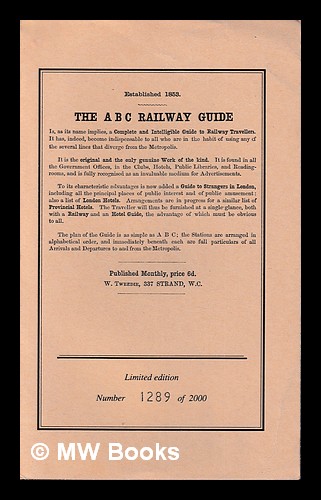 Established 1853.
THE A B C RAILWAY GUIDE
Is, as its name implies, a Complete and Intelligible Guide to Railway Travellers.
It has, indeed, become indispensable to all who are in the habit of using any of
the several lines that diverge from the Metropolis.
It is the original and the only genuine Work of the kind. It is found in all
the Government Offices, in the Clubs, Hotels, Public Libraries, and Reading-
rooms, and is fully recognised as an invaluable medium for Advertisements.
To its characteristic advantages is now added a Guide to Strangers in London,
including all the principal places of public interest and of public amusement;
also a list of London Hotels. Arrangements are in progress for a similar list of
Provincial Hotels. The Traveller will thus be furnished at a single glance, both
with a Railway and an Hotel Guide, the advantage of which must be obvious
to all.
The plan of the Guide is as simple as A B C; the Stations are arranged in
alphabetical order, and immediately beneath each are full particulars of all
Arrivals and Departures to and from the Metropolis.
Published Monthly, price 6d.
W. Tweedie, 337 STRAND, W.C.
Limited edition
Number 1289 of 2000
© MW Books